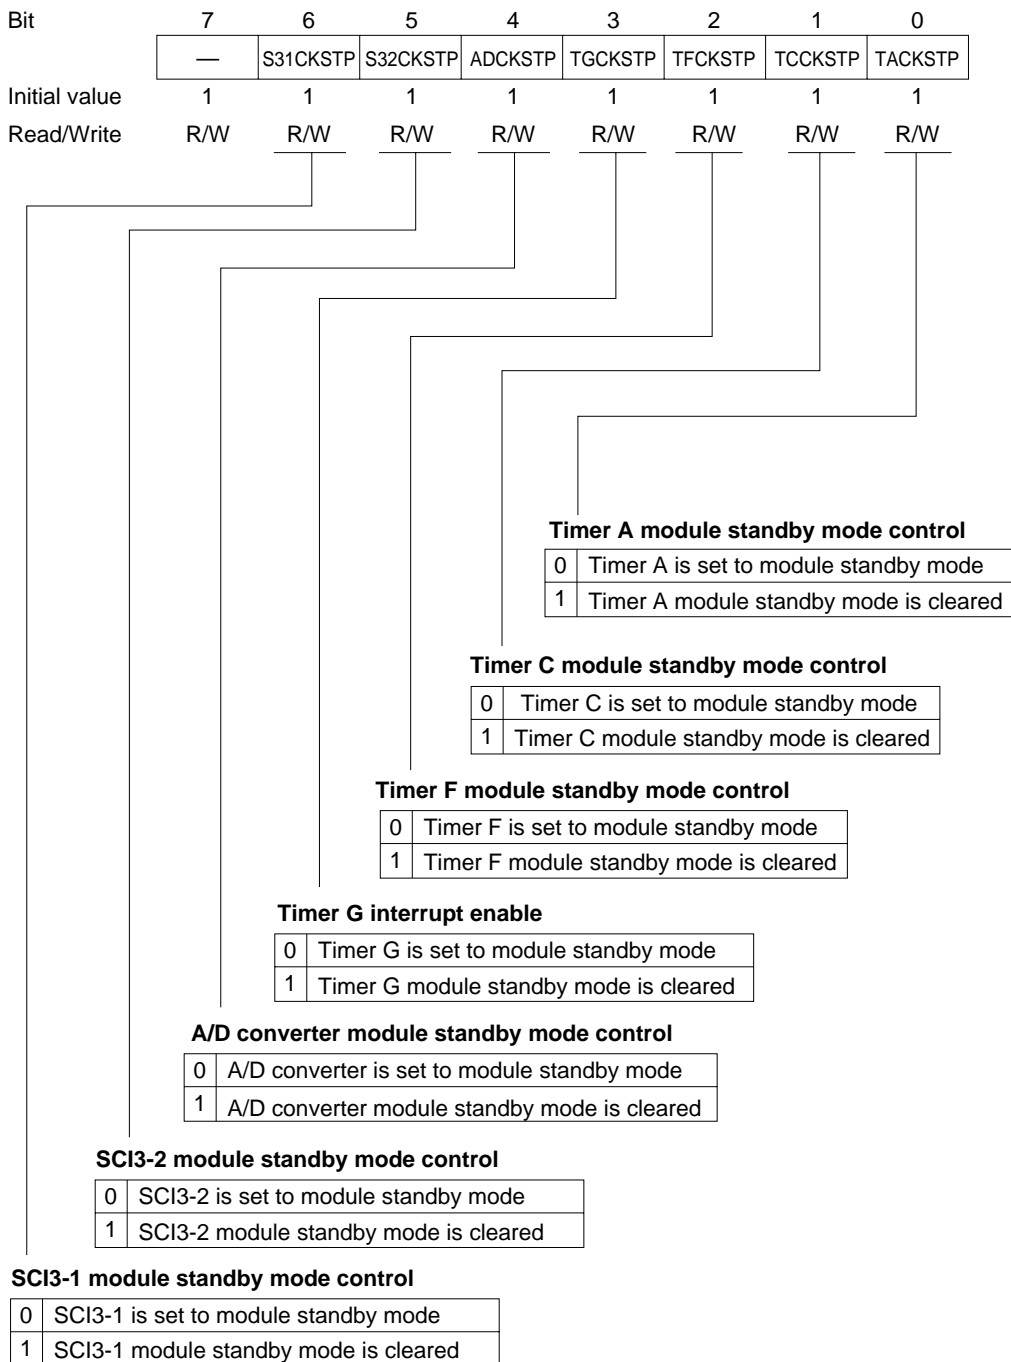 Bit 7 6 5 4 3 2 1 0
— S31CKSTP S32CKSTP ADCKSTP TGCKSTP TFCKSTP TCCKSTP TACKSTP
Initial value 1 1 1 1 1 1 1 1
Read/Write R/W R/W R/W R/W R/W R/W R/W R/W
Timer A module standby mode control
0 Timer A is set to module standby mode
1 Timer A module standby mode is cleared
Timer C module standby mode control
0 Timer C is set to module standby mode
1 Timer C module standby mode is cleared
Timer F module standby mode control
0 Timer F is set to module standby mode
1 Timer F module standby mode is cleared
Timer G interrupt enable
0 Timer G is set to module standby mode
1 Timer G module standby mode is cleared
A/D converter module standby mode control
0 A/D converter is set to module standby mode
1 A/D converter module standby mode is cleared
SCI3-2 module standby mode control
0 SCI3-2 is set to module standby mode
1 SCI3-2 module standby mode is cleared
SCI3-1 module standby mode control
0 SCI3-1 is set to module standby mode
1 SCI3-1 module standby mode is cleared